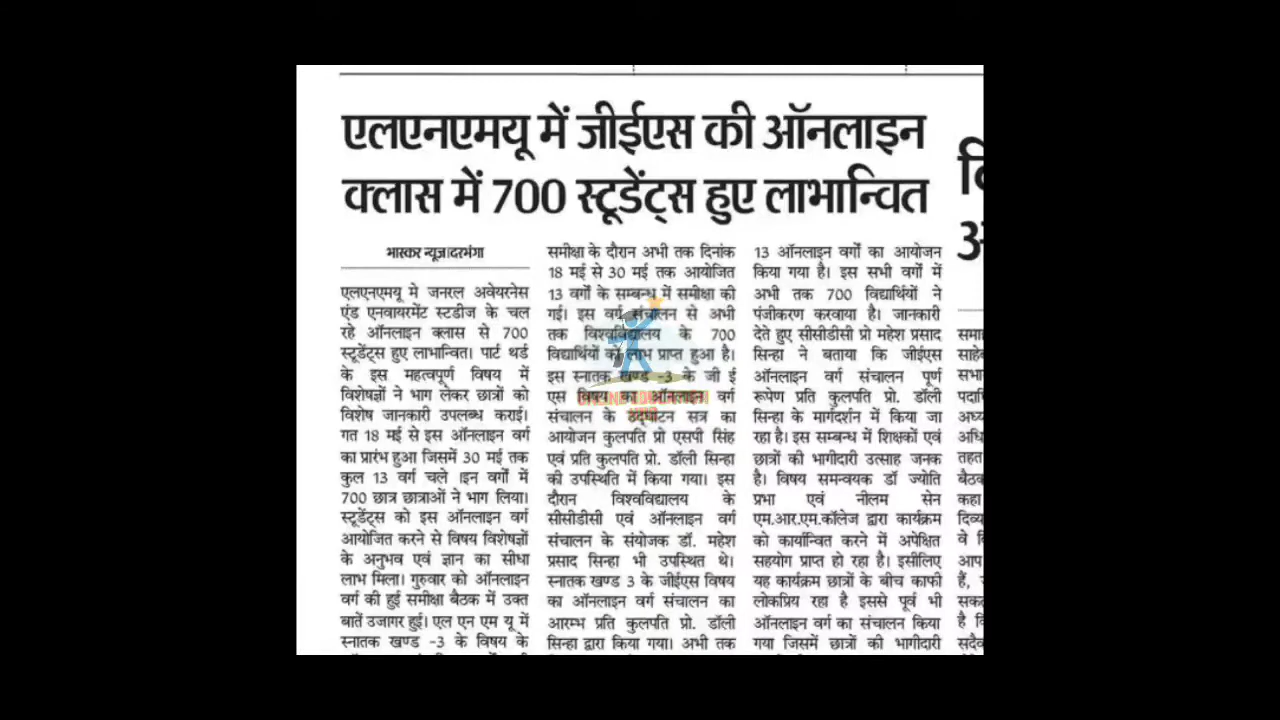 एलएनएमयू में जीईएस की ऑनलाइन
क्लास में 700 स्टूडेंट्स हुए लाभान्वित
भास्कर न्यूज|दरभंगा
एलएनएमयू मे जनरल अवेयरनेस
एंड एनवायरमेंट स्टडीज के चल
रहे ऑनलाइन क्लास से 700
स्टूडेंट्स हुए लाभान्वित। पार्ट थर्ड
के इस महत्वपूर्ण विषय में
विशेषज्ञों ने भाग लेकर छात्रों को
विशेष जानकारी उपलब्ध कराई।
गत 18 मई से इस ऑनलाइन वर्ग
का प्रारंभ हुआ जिसमें 30 मई तक
कुल 13 वर्ग चले ।इन वर्गों में
700 छात्र छात्राओं ने भाग लिया।
स्टूडेंट्स को इस ऑनलाइन वर्ग
आयोजित करने से विषय विशेषज्ञों
के अनुभव एवं ज्ञान का सीधा
लाभ मिला। गुरुवार को ऑनलाइन
वर्ग की हुई समीक्षा बैठक में उक्त
बातें उजागर हुई। एल एन एम यू में
स्नातक खण्ड -3 के विषय के
समीक्षा के दौरान अभी तक दिनांक
18 मई से 30 मई तक आयोजित
13 वर्गों के सम्बन्ध में समीक्षा की
गई। इस वर्ग संचालन से अभी
तक विश्वविद्यालय के 700
विद्यार्थियों को लाभ प्राप्त हुआ है।
इस स्नातक खण्ड -3 के जी ई
एस विषय का ऑनलाइन वर्ग
संचालन के उद्घाटन सत्र का
आयोजन कुलपति प्रो एसपी सिंह
एवं प्रति कुलपति प्रो. डॉली सिन्हा
की उपस्थिति में किया गया। इस
दौरान विश्वविद्यालय के
सीसीडीसी एवं ऑनलाइन वर्ग
संचालन के संयोजक डॉ. महेश
प्रसाद सिन्हा भी उपस्थित थे।
स्नातक खण्ड 3 के जीईएस विषय
का ऑनलाइन वर्ग संचालन का
आरम्भ प्रति कुलपति प्रो. डॉली
सिन्हा द्वारा किया गया। अभी तक
13 ऑनलाइन वर्गों का आयोजन
किया गया है। इस सभी वर्गों में
अभी तक 700 विद्यार्थियों ने
पंजीकरण करवाया है। जानकारी
देते हुए सीसीडीसी प्रो महेश प्रसाद
सिन्हा ने बताया कि जीईएस
ऑनलाइन वर्ग संचालन पूर्ण
रूपेण प्रति कुलपति प्रो. डॉली
सिन्हा के मार्गदर्शन में किया जा
रहा है। इस सम्बन्ध में शिक्षकों एवं
छात्रों की भागीदारी उत्साह जनक
है। विषय समन्वयक डॉ ज्योति
प्रभा एवं नीलम सेन
एम.आर.एम.कॉलेज द्वारा कार्यक्रम
को कार्यान्वित करने में अपेक्षित
सहयोग प्राप्त हो रहा है। इसीलिए
यह कार्यक्रम छात्रों के बीच काफी
लोकप्रिय रहा है इससे पूर्व भी
ऑनलाइन वर्ग का संचालन किया
गया जिसमें छात्रों की भागीदारी